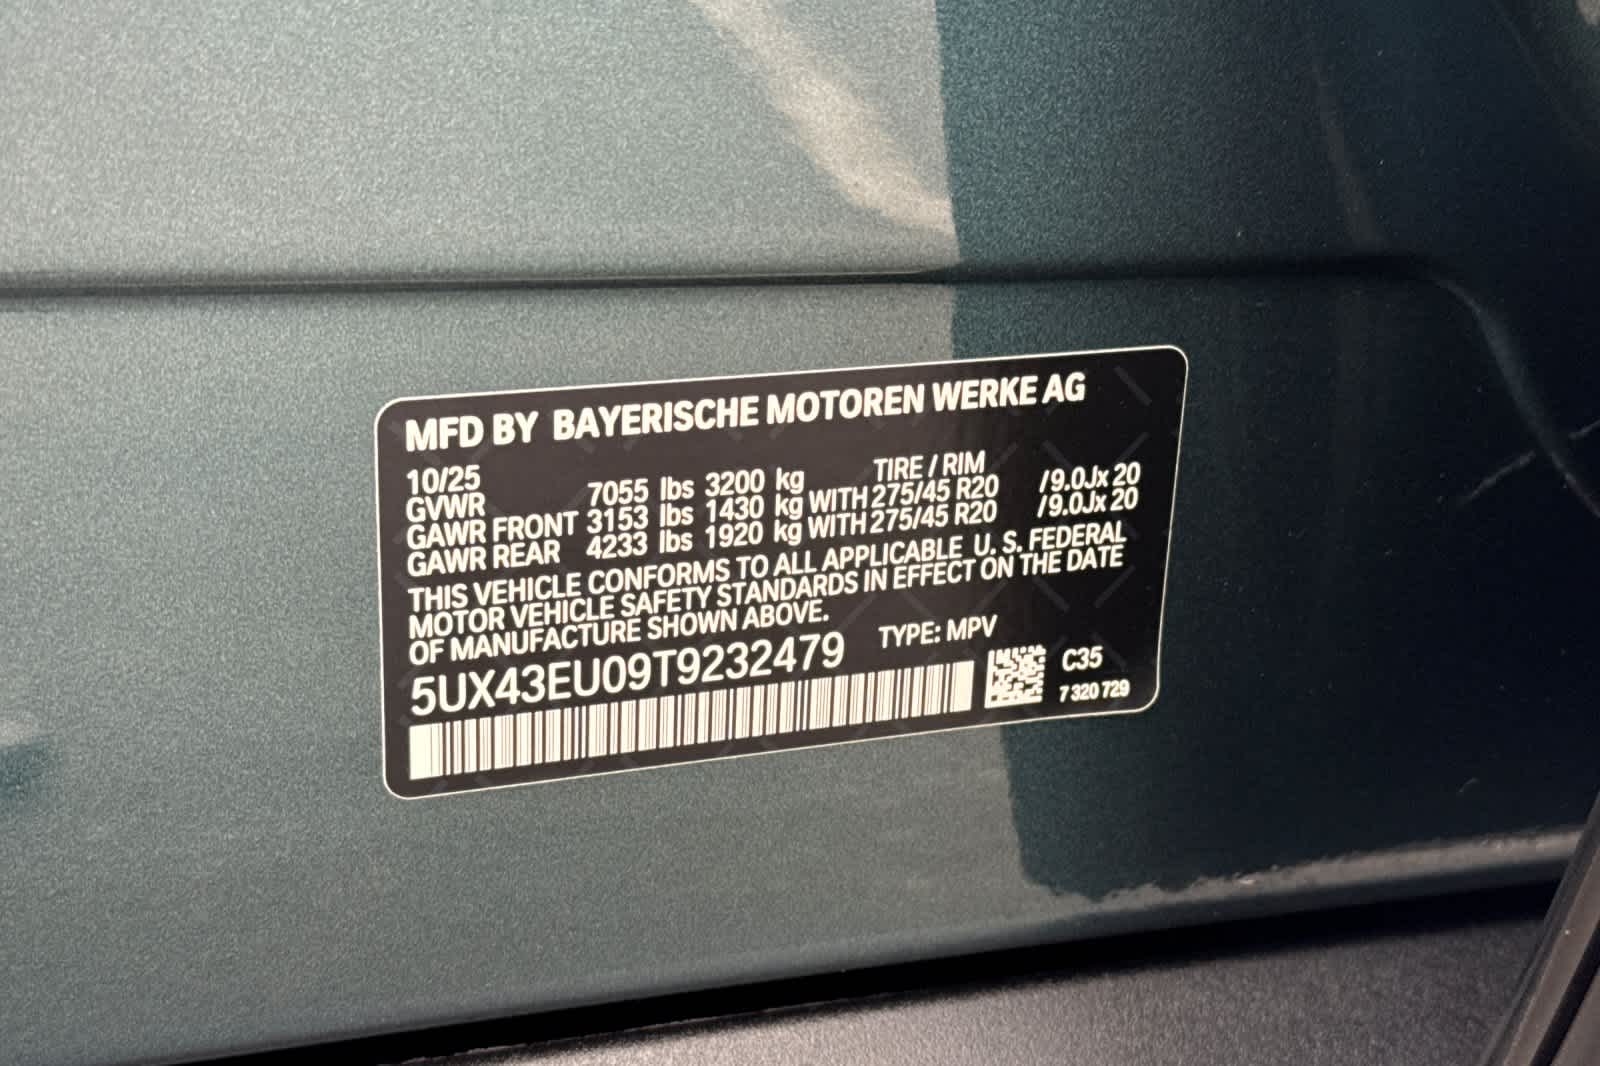 MFD BY BAYERISCHE MOTOREN WERKE AG
10/25 TIRE / RIM
GVWR 7055 lbs 3200 kg
GAWR FRONT 3153 lbs 1430 kg WITH 275/45 R20 /9.0Jx 20
GAWR REAR 4233 lbs 1920 kg WITH 275/45 R20 /9.0Jx 20
THIS VEHICLE CONFORMS TO ALL APPLICABLE U. S. FEDERAL
MOTOR VEHICLE SAFETY STANDARDS IN EFFECT ON THE DATE
OF MANUFACTURE SHOWN ABOVE.
5UX43EU09T9232479 TYPE: MPV
C35
7 320 729